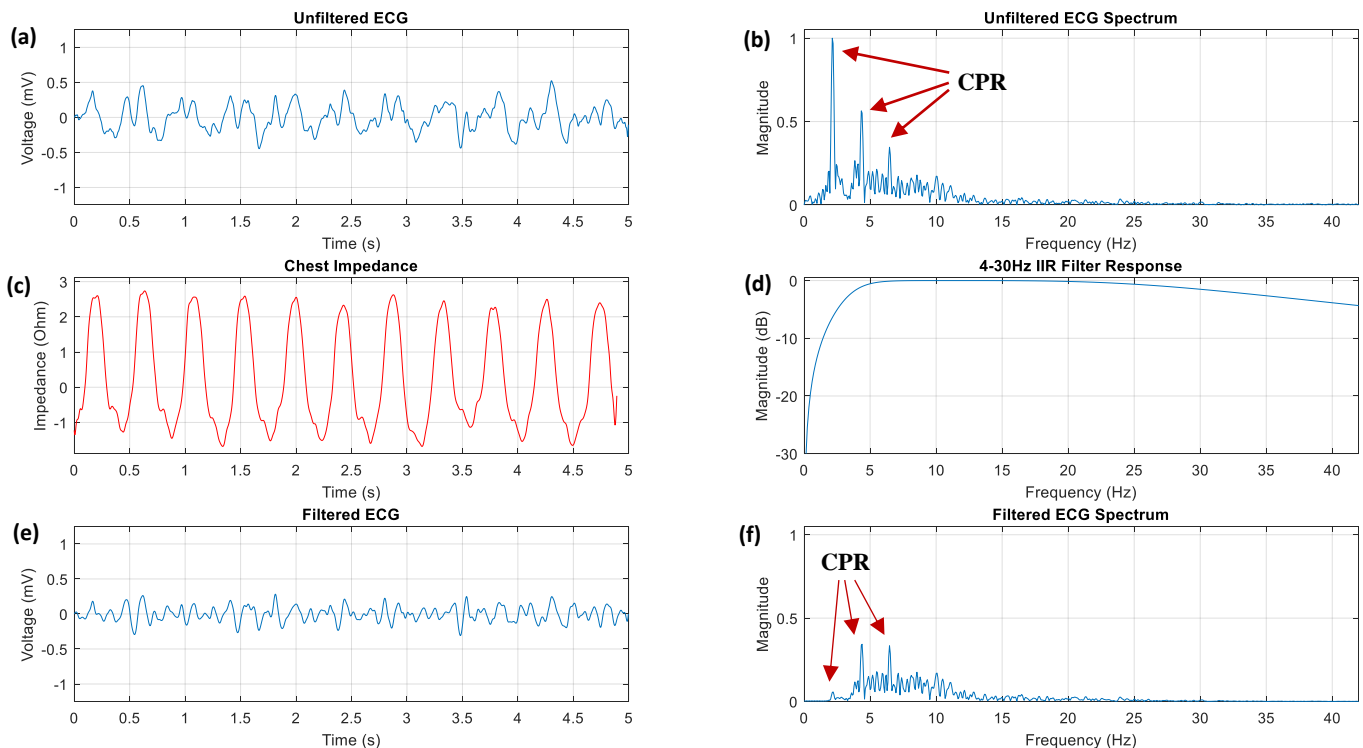 (a)
Unfiltered ECG
Voltage (mV)
1
0.5
0
-0.5
-1
0 0.5 1 1.5 2 2.5 3 3.5 4 4.5 5
Time (s)
(b)
Unfiltered ECG Spectrum
CPR
Magnitude
1
0.5
0
0 5 10 15 20 25 30 35 40
Frequency (Hz)
(c)
Chest Impedance
Impedance (Ohm)
3
2
1
0
-1
0 0.5 1 1.5 2 2.5 3 3.5 4 4.5 5
Time (s)
(d)
4-30Hz IIR Filter Response
Magnitude (dB)
0
-10
-20
-30
0 5 10 15 20 25 30 35 40
Frequency (Hz)
(e)
Filtered ECG
Voltage (mV)
1
0.5
0
-0.5
-1
0 0.5 1 1.5 2 2.5 3 3.5 4 4.5 5
Time (s)
(f)
Filtered ECG Spectrum
CPR
Magnitude
1
0.5
0
0 5 10 15 20 25 30 35 40
Frequency (Hz)